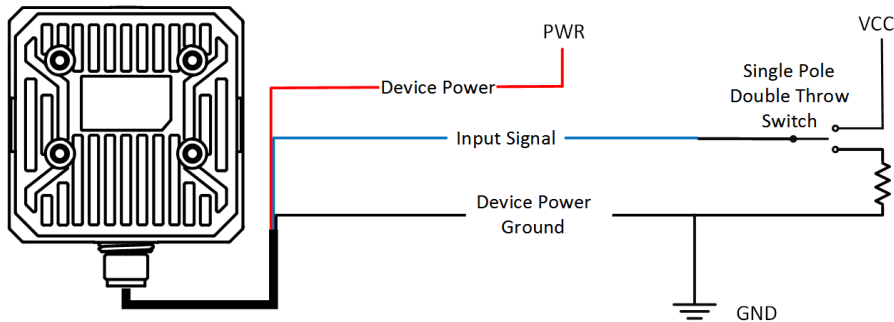 PWR
VCC
Single Pole
Double Throw
Switch
Device Power
Input Signal
Device Power
Ground
GND